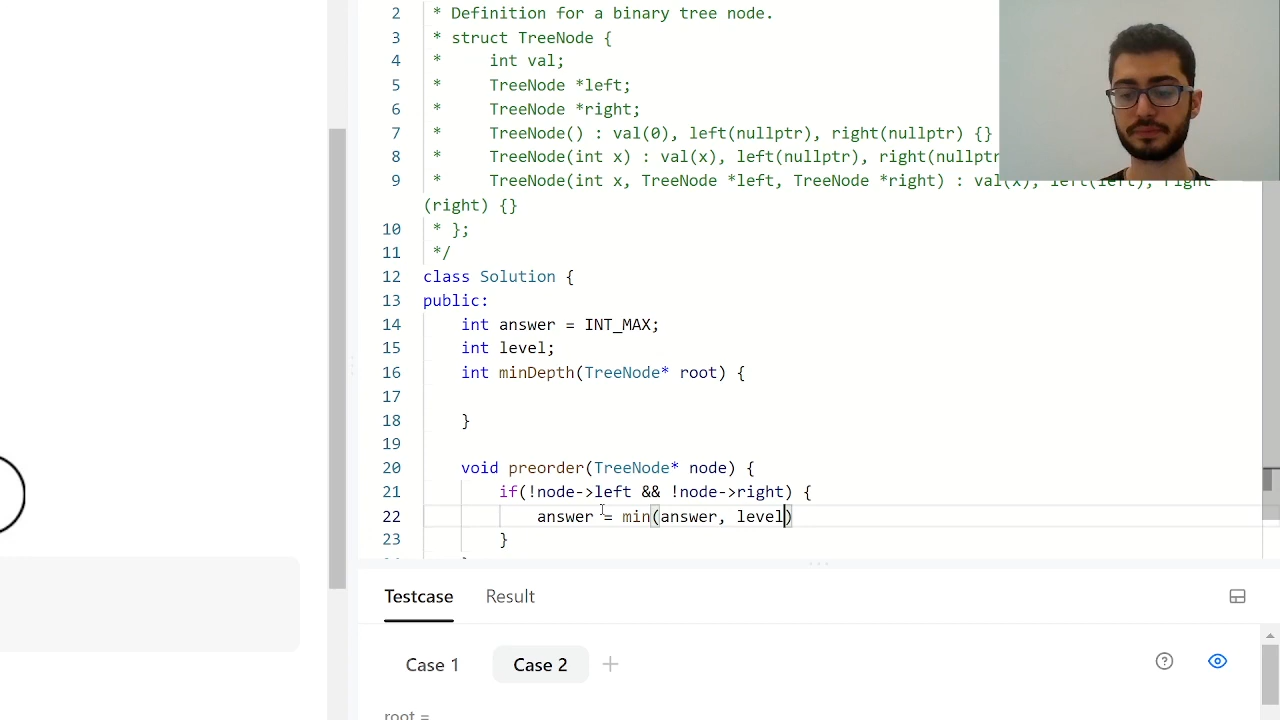 2 * Definition for a binary tree node.
3 * struct TreeNode {
4 *     int val;
5 *     TreeNode *left;
6 *     TreeNode *right;
7 *     TreeNode() : val(0), left(nullptr), right(nullptr) {}
8 *     TreeNode(int x) : val(x), left(nullptr), right(nullptr
9 *     TreeNode(int x, TreeNode *left, TreeNode *right) : val(x), left(left), right
(right) {}
10 * };
11 */
12 class Solution {
13 public:
14     int answer = INT_MAX;
15     int level;
16     int minDepth(TreeNode* root) {
17
18     }
19
20     void preorder(TreeNode* node) {
21         if(!node->left && !node->right) {
22             answer = min(answer, level)
23         }
Testcase Result
Case 1 Case 2 +
root =